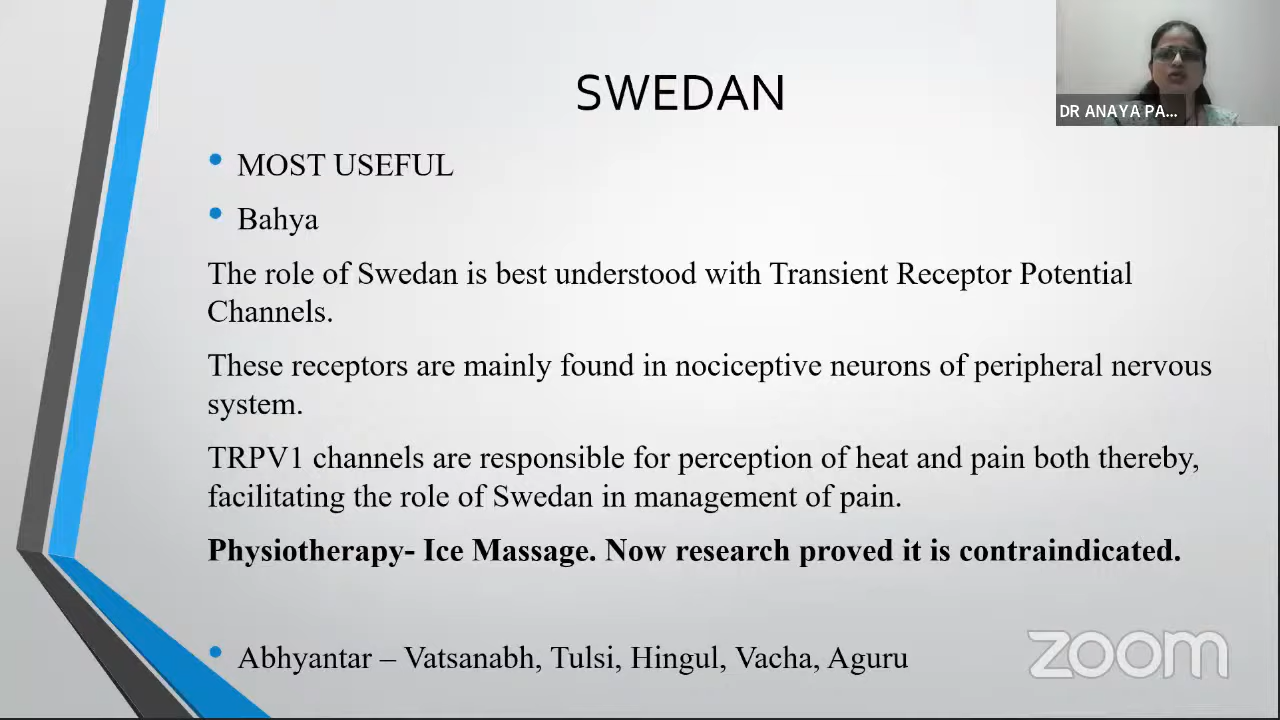 SWEDAN
DR ANAYA PA...
• MOST USEFUL
• Bahya
The role of Swedan is best understood with Transient Receptor Potential
Channels.
These receptors are mainly found in nociceptive neurons of peripheral nervous
system.
TRPV1 channels are responsible for perception of heat and pain both thereby,
facilitating the role of Swedan in management of pain.
Physiotherapy- Ice Massage. Now research proved it is contraindicated.
• Abhyantar – Vatsanabh, Tulsi, Hingul, Vacha, Aguru
zoom